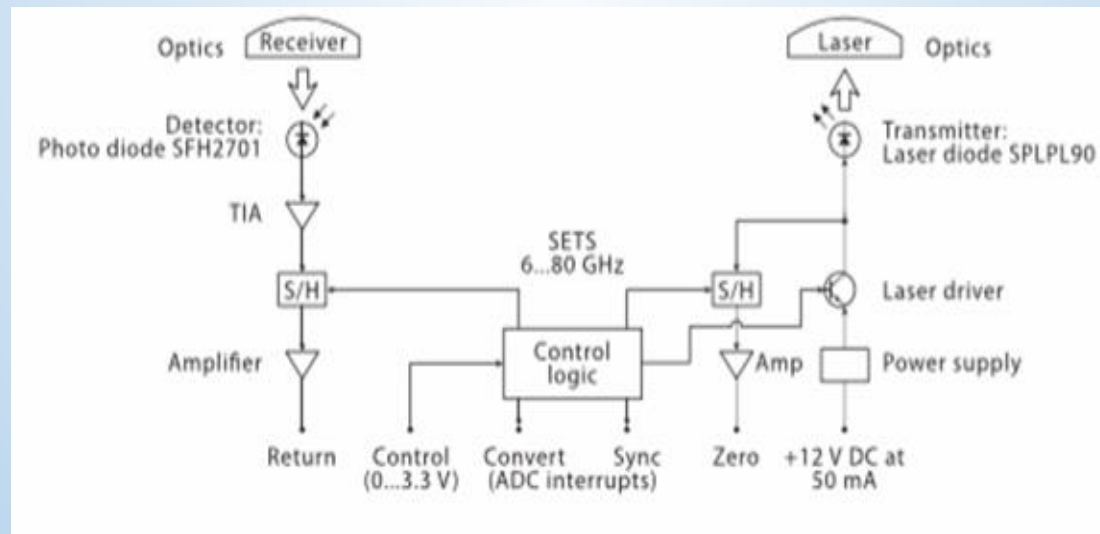 Optics
Receiver
Laser
Optics
Detector:
Photo diode SFH2701
Transmitter:
Laser diode SPLPL90
TIA
SETS
6...80 GHz
S/H
S/H
Laser driver
Amplifier
Control
logic
Amp
Power supply
Return
Control
(0...3.3 V)
Convert
Sync
(ADC interrupts)
Zero
+12 V DC at
50 mA